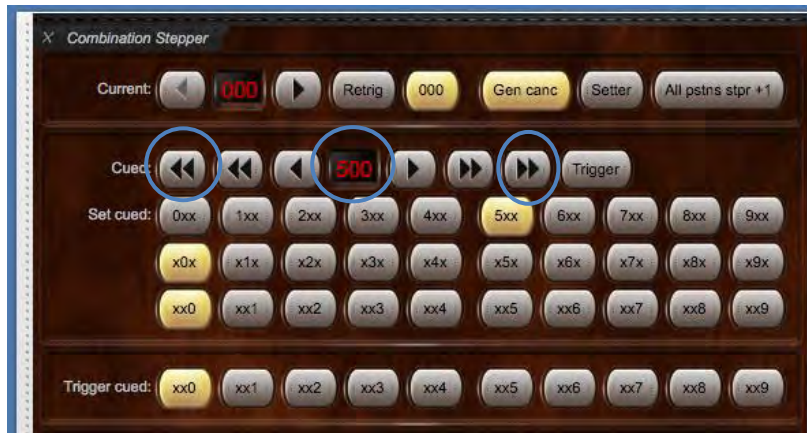 X Combination Stepper
Current: 000 Retrig 000 Gen canc Setter All pstns stpr +1
Cued: 500 Trigger
Set cued: 0xx 1xx 2xx 3xx 4xx 5xx 6xx 7xx 8xx 9xx
x0x x1x x2x x3x x4x x5x x6x x7x x8x x9x
xx0 xx1 xx2 xx3 xx4 xx5 xx6 xx7 xx8 xx9
Trigger cued: xx0 xx1 xx2 xx3 xx4 xx5 xx6 xx7 xx8 xx9